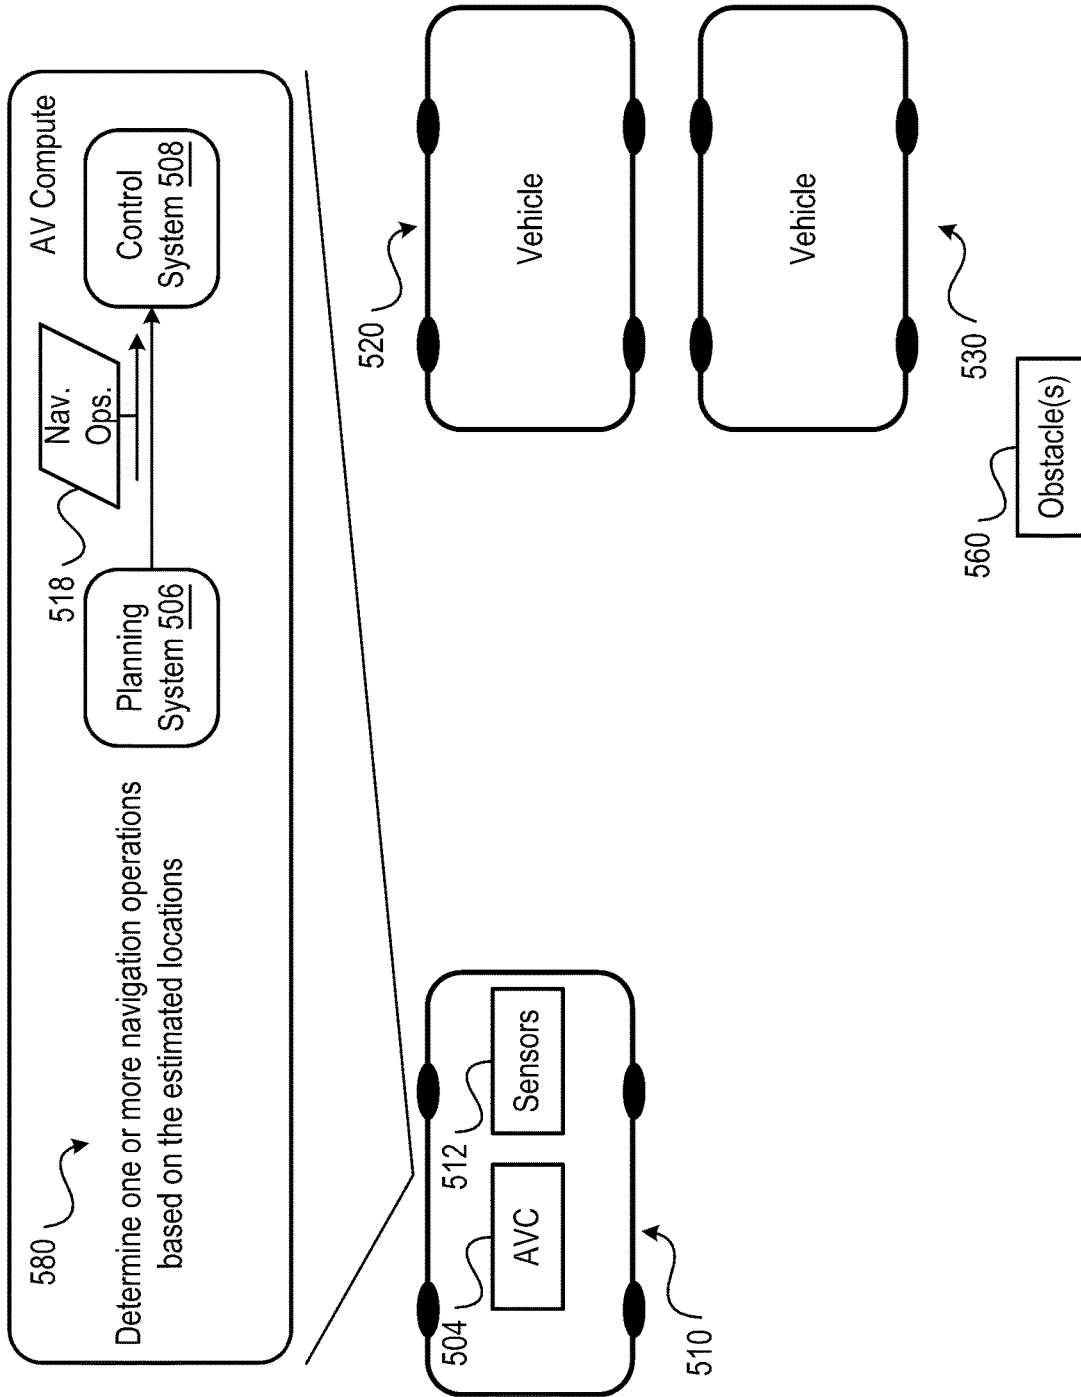 580
Determine one or more navigation operations
based on the estimated locations
AV Compute
518
Nav.
Ops.
Planning
System 506
Control
System 508
504
AVC
512
Sensors
510
520
Vehicle
Vehicle
530
560
Obstacle(s)